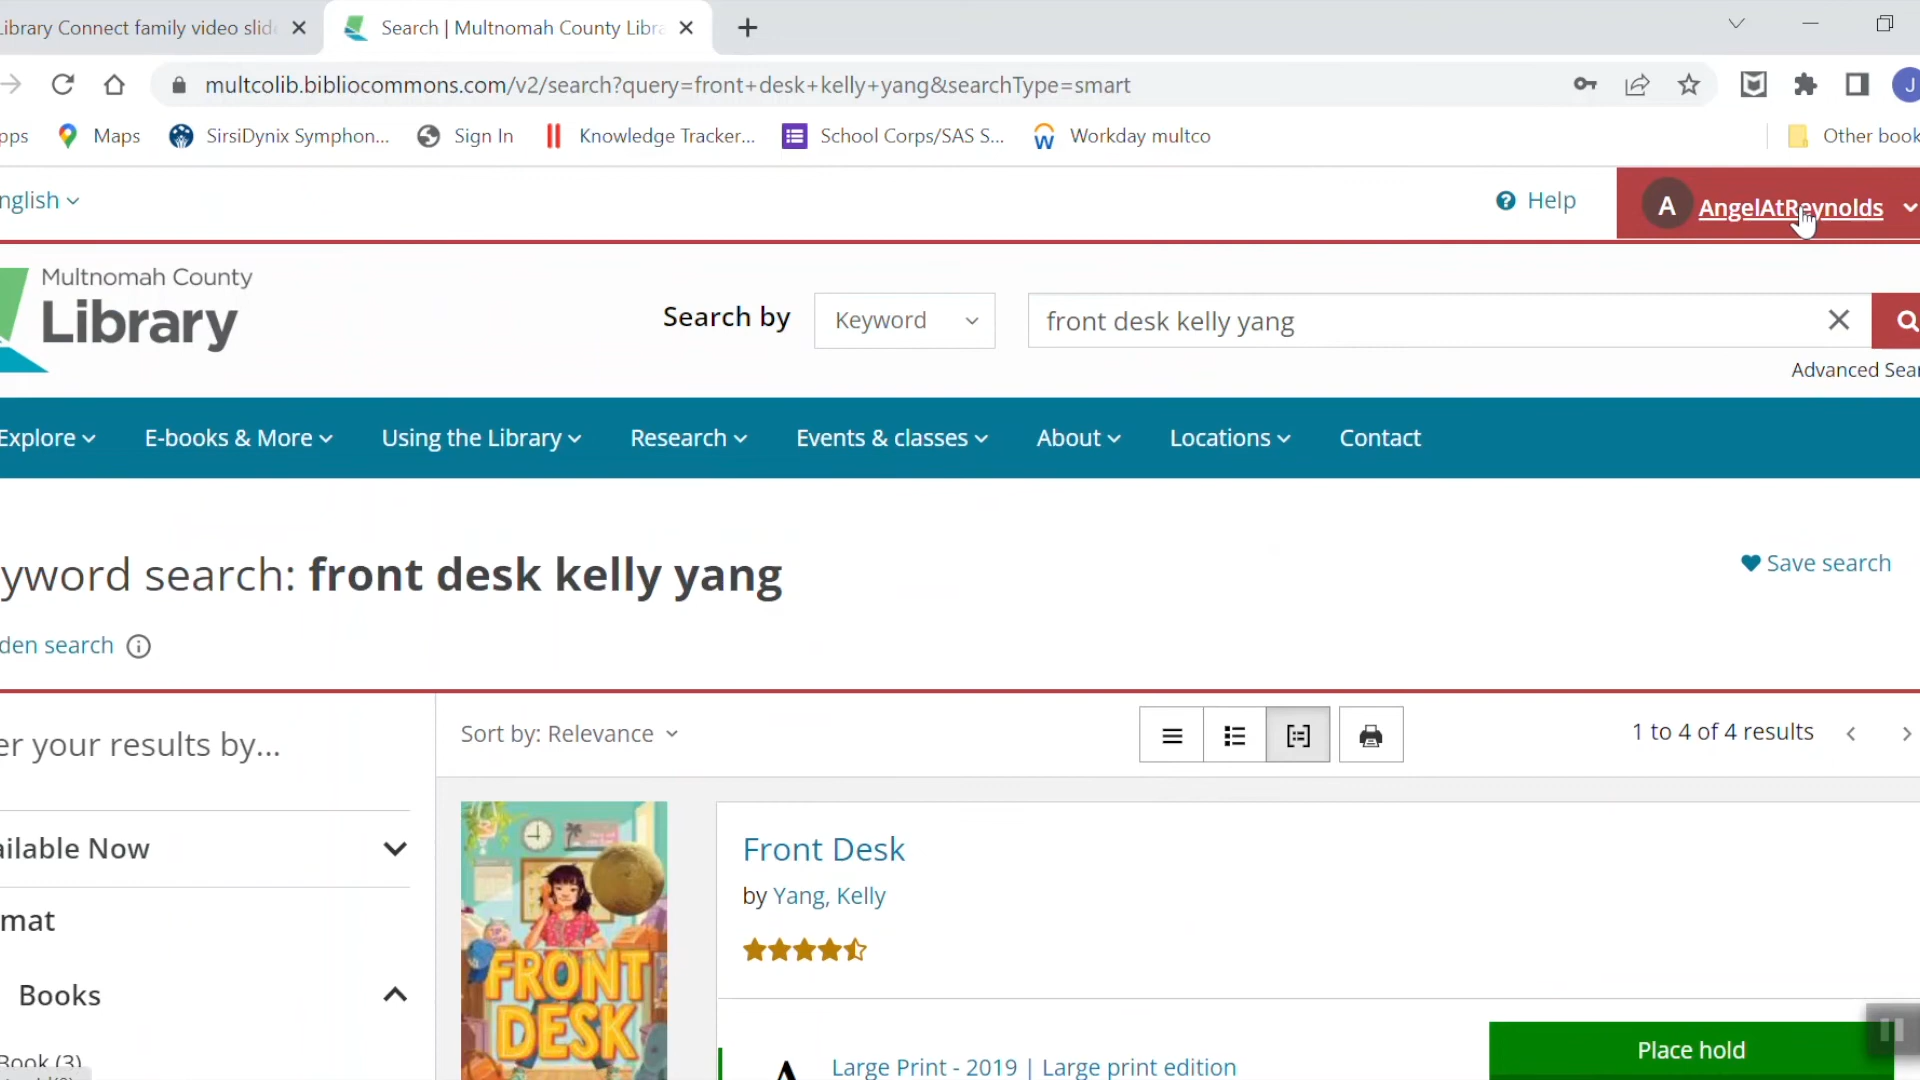 ibrary Connect family video slid
Search | Multnomah County Libra
multcolib.bibliocommons.com/v2/search?query=front+desk+kelly+yang&searchType=smart
J
pps
Maps
SirsiDynix Symphon...
Sign In
Knowledge Tracker...
School Corps/SAS S...
Workday multco
Other book
nglish
Help
A
AngelAtReynolds
Multnomah County
Library
Search by
Keyword
front desk kelly yang
Advanced Sear
Explore
E-books & More
Using the Library
Research
Events & classes
About
Locations
Contact
yword search: front desk kelly yang
Save search
den search
er your results by...
Sort by: Relevance
1 to 4 of 4 results
ailable Now
mat
Books
Book (3)
FRONT
DESK
Front Desk
by Yang, Kelly
Large Print - 2019 | Large print edition
Place hold